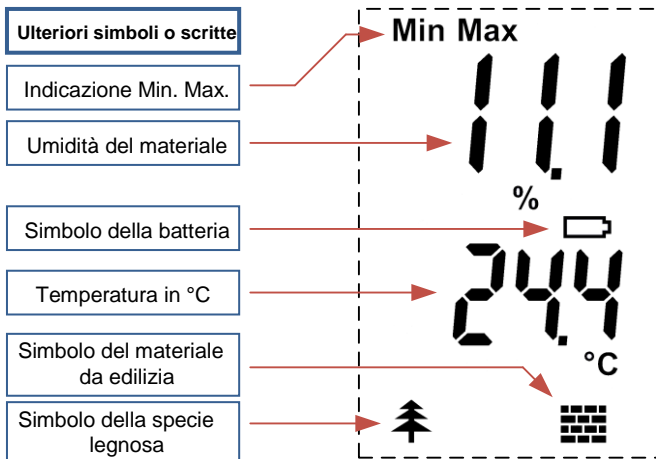 Ulteriori simboli o scritte
Min Max
Indicazione Min. Max.
11.1
Umidità del materiale
%
Simbolo della batteria
24.4
Temperatura in °C
°C
Simbolo del materiale
da edilizia
Simbolo della specie
legnosa